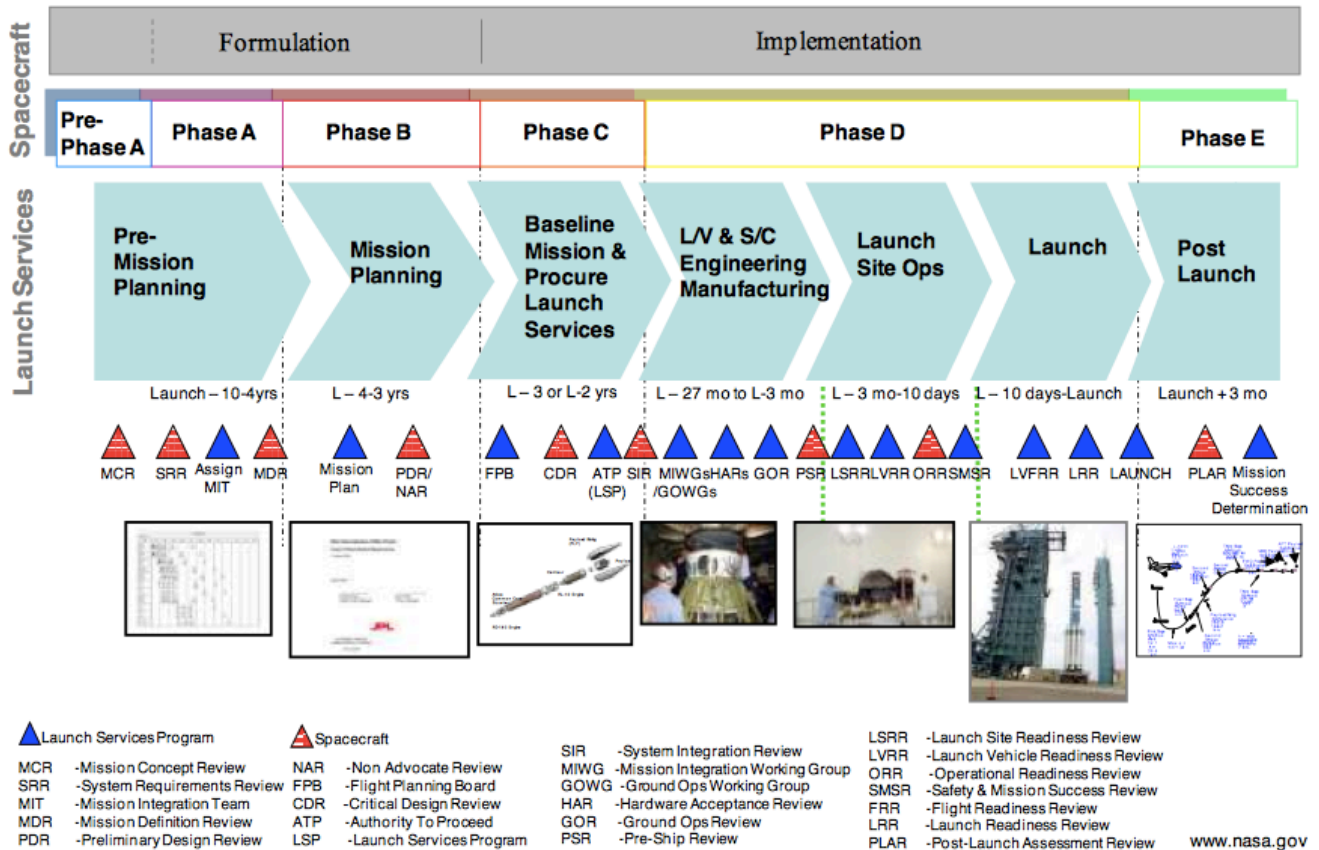 Spacecraft
Formulation
Implementation
Pre-
Phase A
Phase A
Phase B
Phase C
Phase D
Phase E
Launch Services
Pre-
Mission
Planning
Mission
Planning
Baseline
Mission &
Procure
Launch
Services
L/V & S/C
Engineering
Manufacturing
Launch
Site Ops
Launch
Post
Launch
Launch – 10-4yrs
L – 4-3 yrs
L – 3 or L-2 yrs
L – 27 mo to L-3 mo
L – 3 mo-10 days
L – 10 days-Launch
Launch + 3 mo
MCR
SRR
Assign
MIT
MDR
Mission
Plan
PDR/
NAR
FPB
CDR
ATP
(LSP)
SIR
MIWGs
/GOWGs
HARs
GOR
PSR
LSRR
LVRR
ORR
SMSR
LVFRR
LRR
LAUNCH
PLAR
Mission
Success
Determination
JPL
Launch Services Program
MCR -Mission Concept Review
SRR -System Requirements Review
MIT -Mission Integration Team
MDR -Mission Definition Review
PDR -Preliminary Design Review
Spacecraft
NAR -Non Advocate Review
FPB -Flight Planning Board
CDR -Critical Design Review
ATP -Authority To Proceed
LSP -Launch Services Program
SIR -System Integration Review
MIWG -Mission Integration Working Group
GOWG -Ground Ops Working Group
HAR -Hardware Acceptance Review
GOR -Ground Ops Review
PSR -Pre-Ship Review
LSRR -Launch Site Readiness Review
LVRR -Launch Vehicle Readiness Review
ORR -Operational Readiness Review
SMSR -Safety & Mission Success Review
FRR -Flight Readiness Review
LRR -Launch Readiness Review
PLAR -Post-Launch Assessment Review
www.nasa.gov